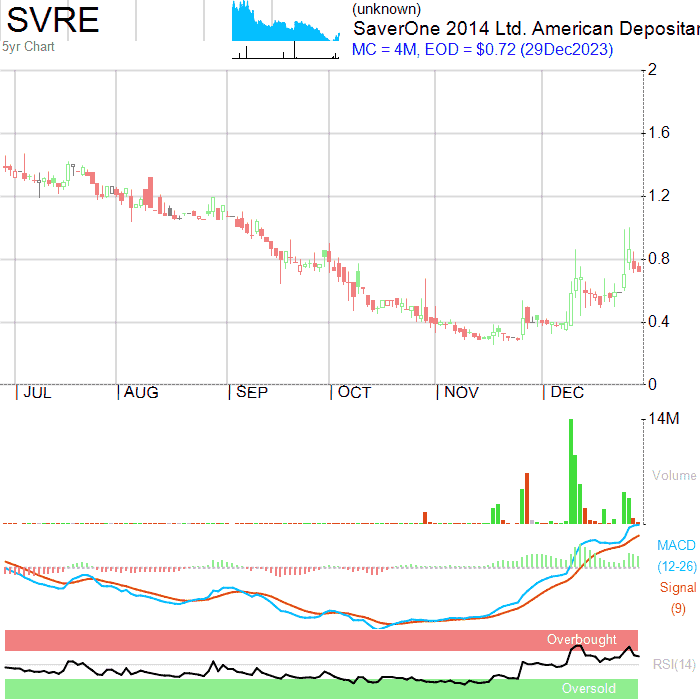 SVRE
5yr Chart
(unknown)
SaverOne 2014 Ltd. American Depositar
MC = 4M, EOD = $0.72 (29Dec2023)
2
1.6
1.2
0.8
0.4
0
JUL AUG SEP OCT NOV DEC
14M
Volume
MACD
(12-26)
Signal
(9)
Overbought
RSI(14)
Oversold